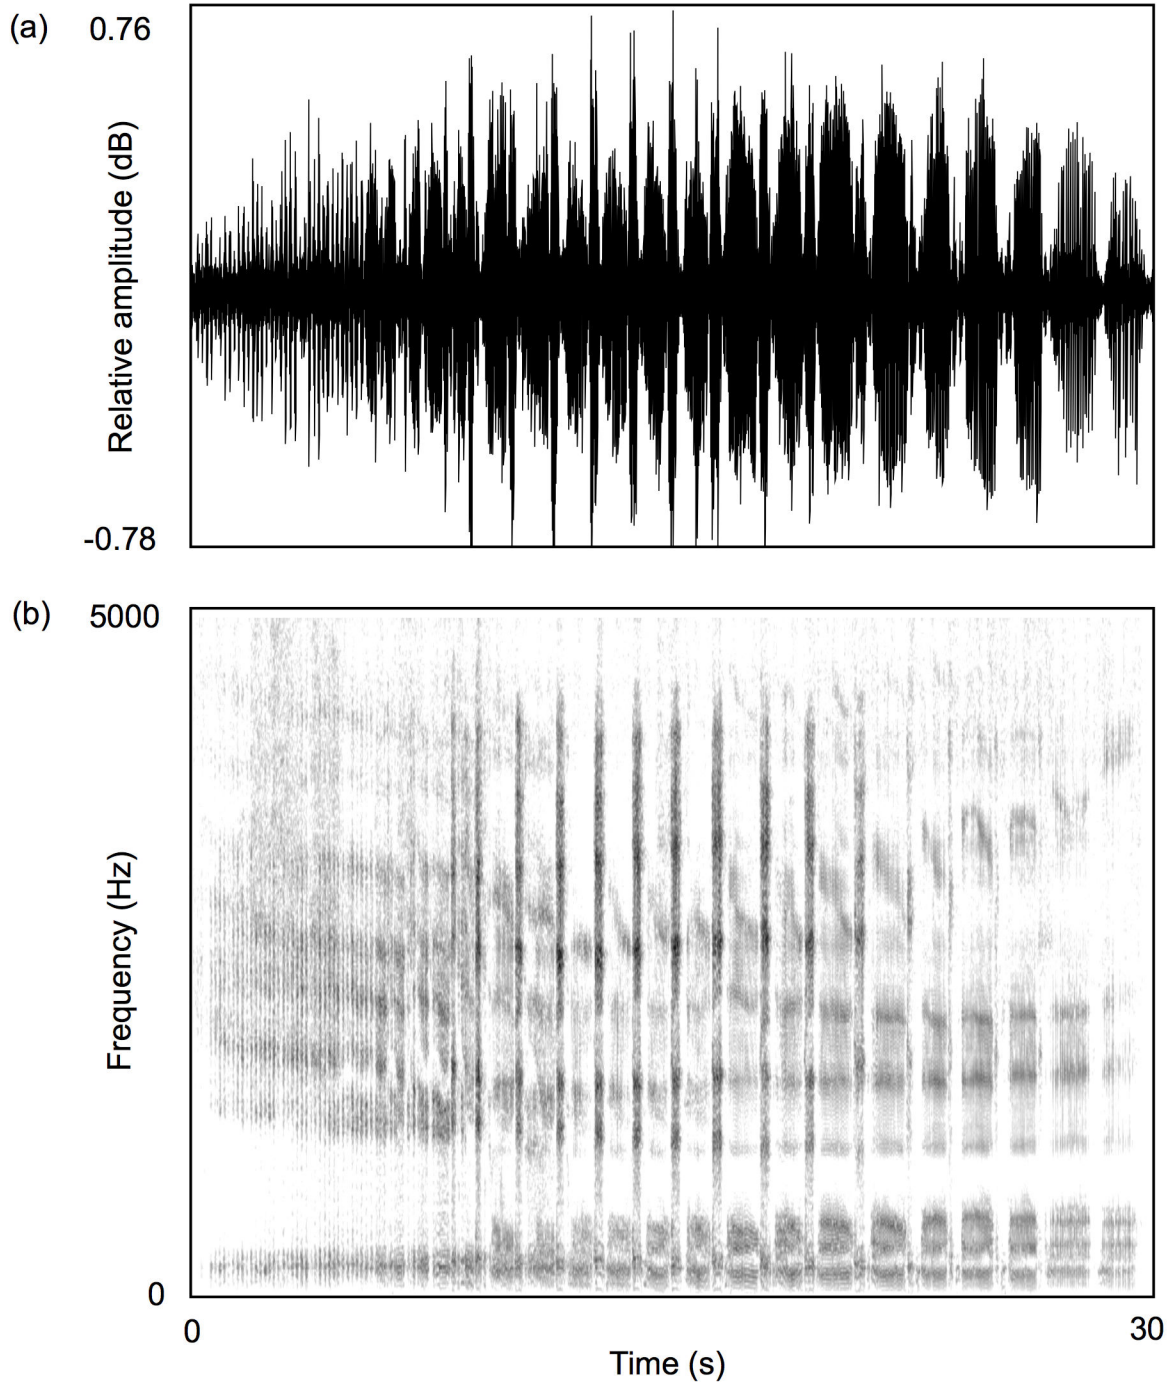 (a)
0.76
Relative amplitude (dB)
-0.78
(b)
5000
Frequency (Hz)
0
0
30
Time (s)